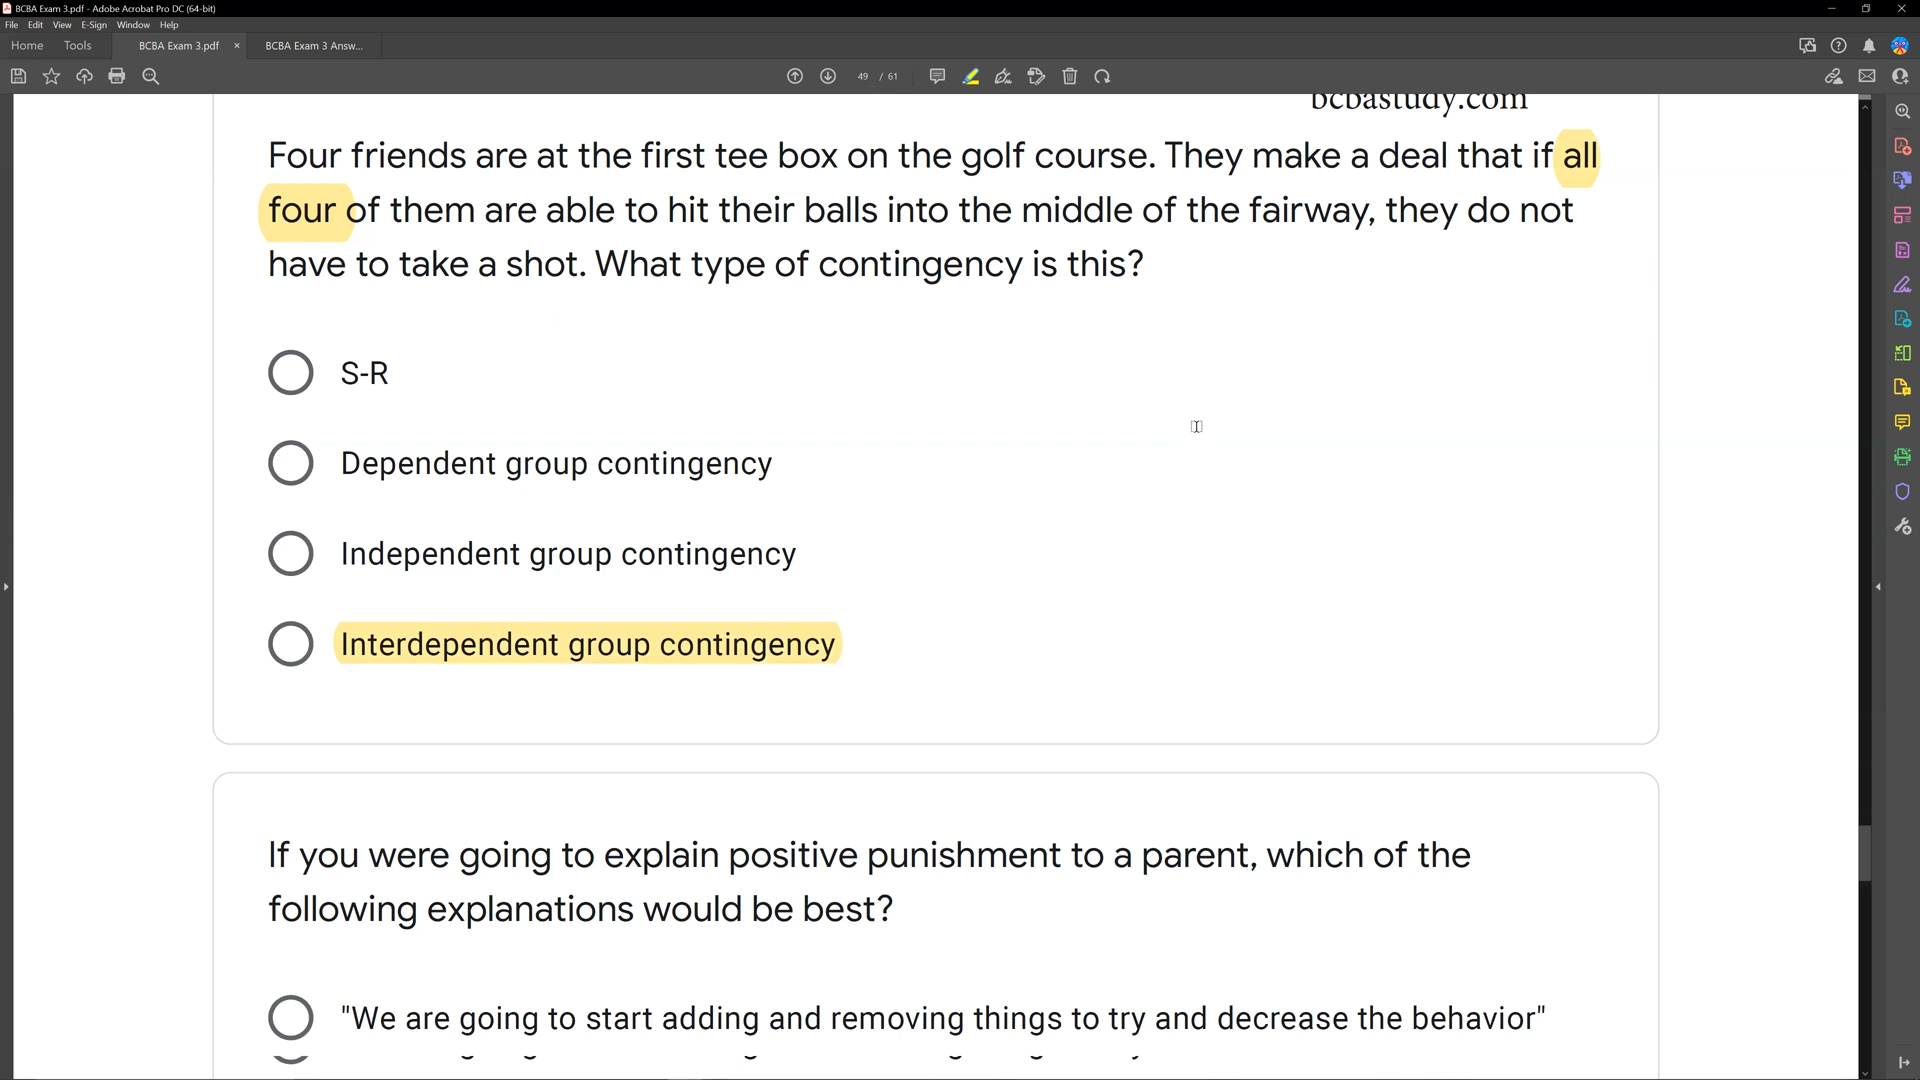 BCBA Exam 3.pdf - Adobe Acrobat Pro DC (64-bit)
File Edit View E-Sign Window Help
Home Tools BCBA Exam 3.pdf × BCBA Exam 3 Answ...
49 / 61
bcbastudy.com
Four friends are at the first tee box on the golf course. They make a deal that if all
four of them are able to hit their balls into the middle of the fairway, they do not
have to take a shot. What type of contingency is this?
S-R
Dependent group contingency
Independent group contingency
Interdependent group contingency
If you were going to explain positive punishment to a parent, which of the
following explanations would be best?
"We are going to start adding and removing things to try and decrease the behavior"